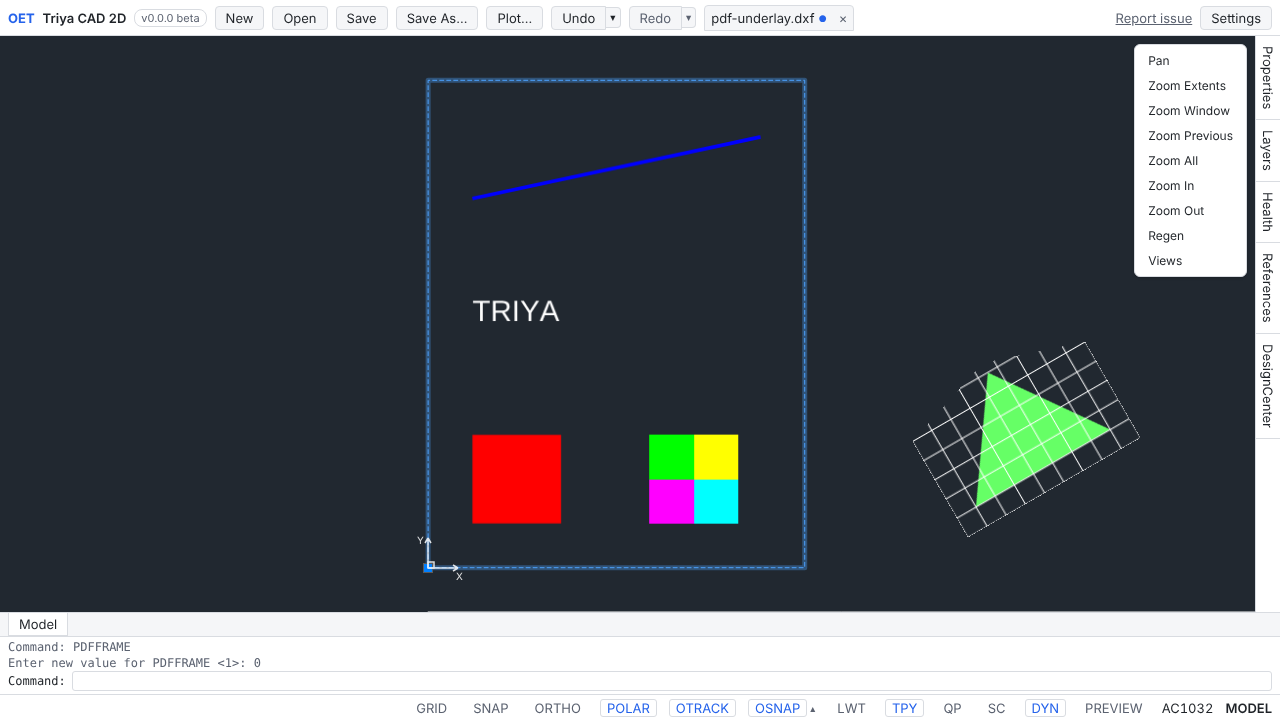 OET Triya CAD 2D v0.0.0 beta New Open Save Save As... Plot... Undo ▾ Redo ▾ pdf-underlay.dxf ● × Report issue Settings
Pan
Zoom Extents
Zoom Window
Zoom Previous
Zoom All
Zoom In
Zoom Out
Regen
Views
Properties
Layers
Health
References
DesignCenter
TRIYA
Y
X
Model
Command: PDFFRAME
Enter new value for PDFFRAME <1>: 0
Command:
GRID SNAP ORTHO POLAR OTRACK OSNAP ▴ LWT TPY QP SC DYN PREVIEW AC1032 MODEL